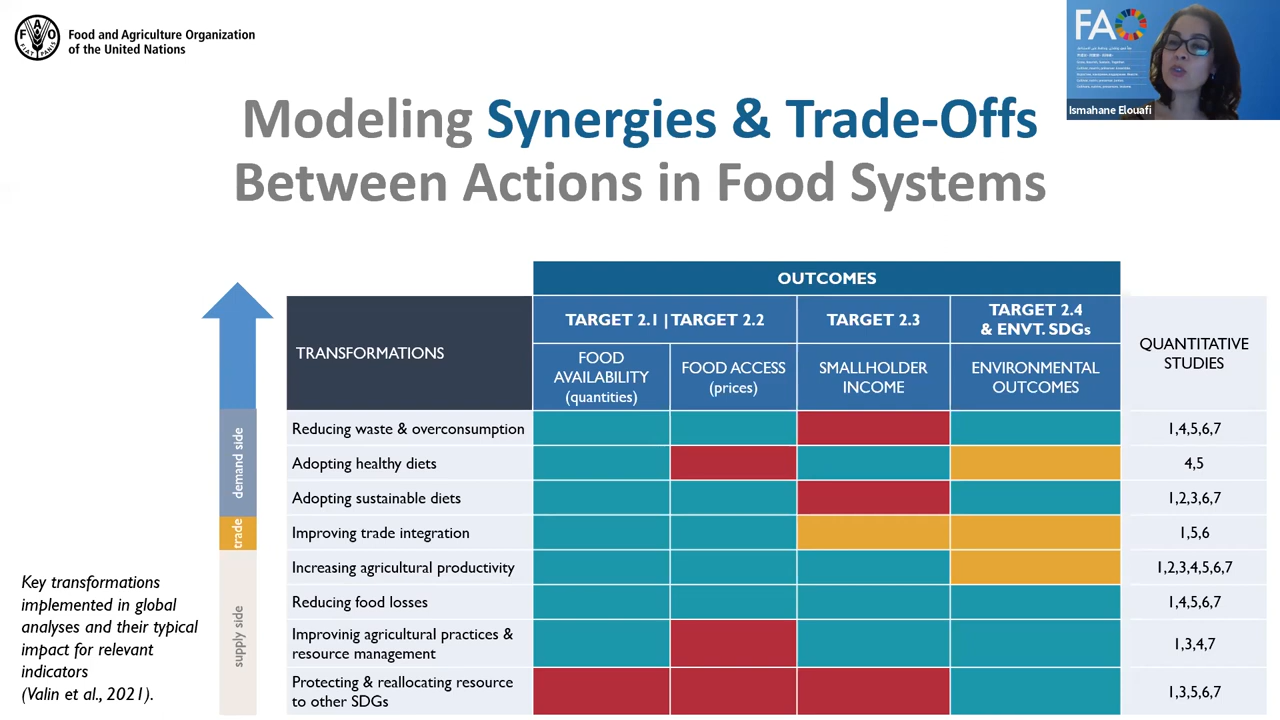 Food and Agriculture Organization
of the United Nations
FAO
Ismahane Elouafi
Modeling Synergies & Trade-Offs
Between Actions in Food Systems
OUTCOMES
TRANSFORMATIONS
TARGET 2.1 | TARGET 2.2
TARGET 2.3
TARGET 2.4
& ENVT. SDGs
QUANTITATIVE
STUDIES
FOOD
AVAILABILITY
(quantities)
FOOD ACCESS
(prices)
SMALLHOLDER
INCOME
ENVIRONMENTAL
OUTCOMES
demand side
Reducing waste & overconsumption 1,4,5,6,7
Adopting healthy diets 4,5
Adopting sustainable diets 1,2,3,6,7
trade
Improving trade integration 1,5,6
supply side
Increasing agricultural productivity 1,2,3,4,5,6,7
Reducing food losses 1,4,5,6,7
Improvinig agricultural practices &
resource management 1,3,4,7
Protecting & reallocating resource
to other SDGs 1,3,5,6,7
Key transformations
implemented in global
analyses and their typical
impact for relevant
indicators
(Valin et al., 2021).